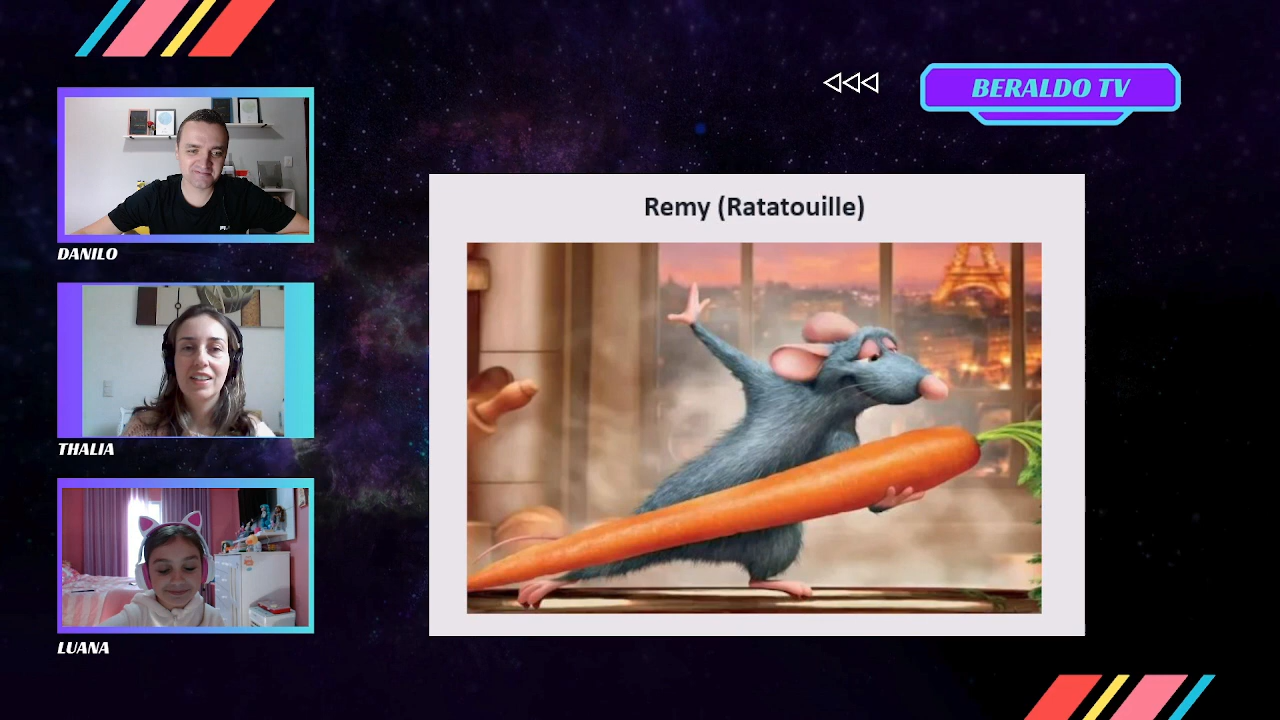 BERALDO TV
Remy (Ratatouille)
DANILO
THALIA
LUANA